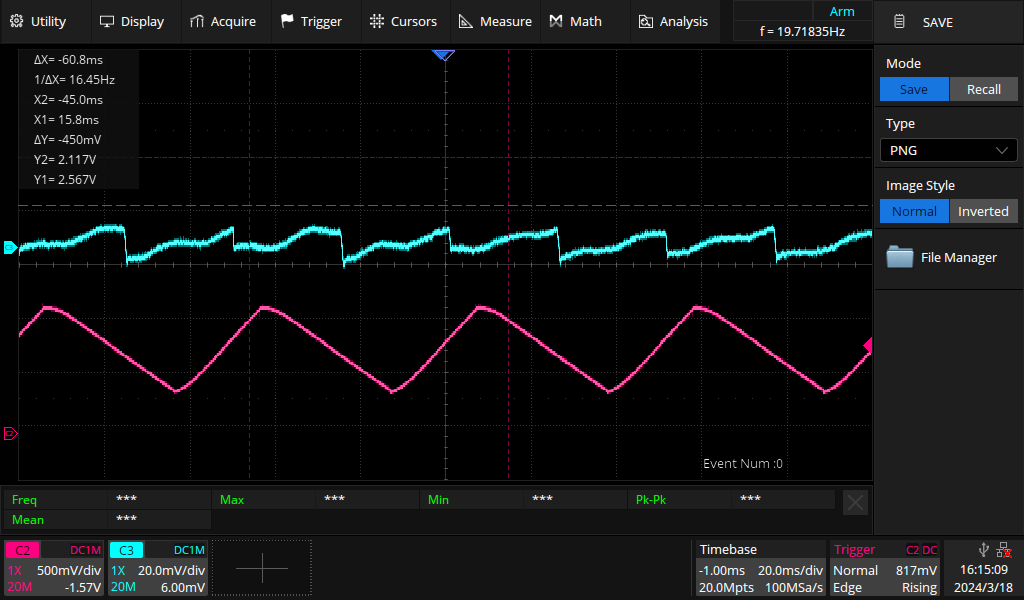 Utility Display Acquire Trigger Cursors Measure Math Analysis Arm SAVE
f = 19.71835Hz
ΔX= -60.8ms
1/ΔX= 16.45Hz
X2= -45.0ms
X1= 15.8ms
ΔY= -450mV
Y2= 2.117V
Y1= 2.567V
Mode
Save Recall
Type
PNG
Image Style
Normal Inverted
File Manager
C3
C2
Event Num :0
Freq *** Max *** Min *** Pk-Pk ***
Mean ***
C2 DC1M
1X 500mV/div
20M -1.57V
C3 DC1M
1X 20.0mV/div
20M 6.00mV
Timebase
-1.00ms 20.0ms/div
20.0Mpts 100MSa/s
Trigger C2 DC
Normal 817mV
Edge Rising
16:15:09
2024/3/18